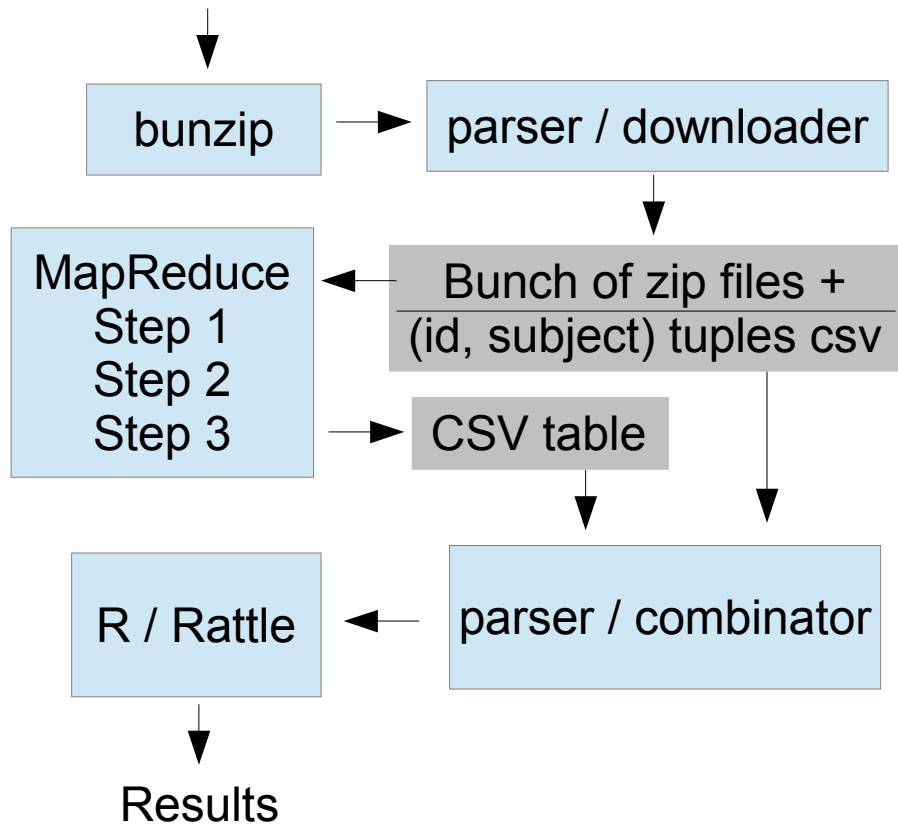 bunzip
parser / downloader
MapReduce
Step 1
Step 2
Step 3
Bunch of zip files +
(id, subject) tuples csv
CSV table
R / Rattle
parser / combinator
Results